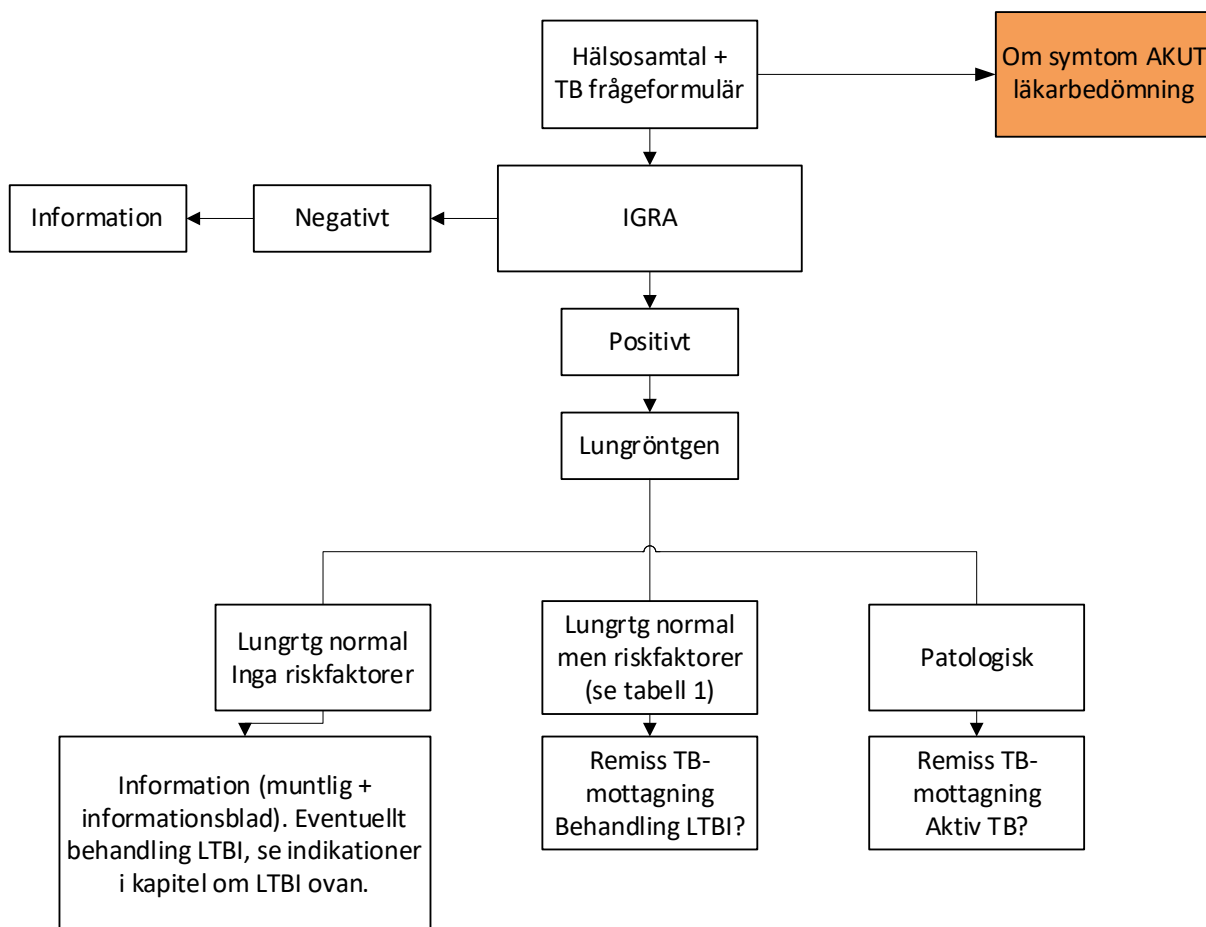 Hälsosamtal +
TB frågeformulär
Om symtom AKUT
läkarbedömning
Information
Negativt
IGRA
Positivt
Lungröntgen
Lungrtg normal
Inga riskfaktorer
Lungrtg normal
men riskfaktorer
(se tabell 1)
Patologisk
Information (muntlig +
informationsblad). Eventuellt
behandling LTBI, se indikationer
i kapitel om LTBI ovan.
Remiss TB-
mottagning
Behandling LTBI?
Remiss TB-
mottagning
Aktiv TB?